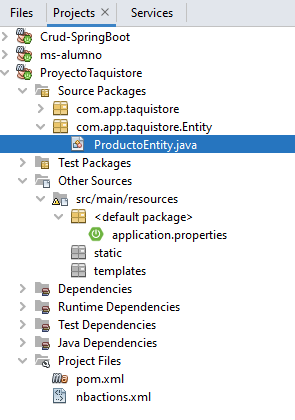 Files Projects × Services
Crud-SpringBoot
ms-alumno
ProyectoTaquistore
Source Packages
com.app.taquistore
com.app.taquistore.Entity
ProductoEntity.java
Test Packages
Other Sources
src/main/resources
<default package>
application.properties
static
templates
Dependencies
Runtime Dependencies
Test Dependencies
Java Dependencies
Project Files
pom.xml
nbactions.xml